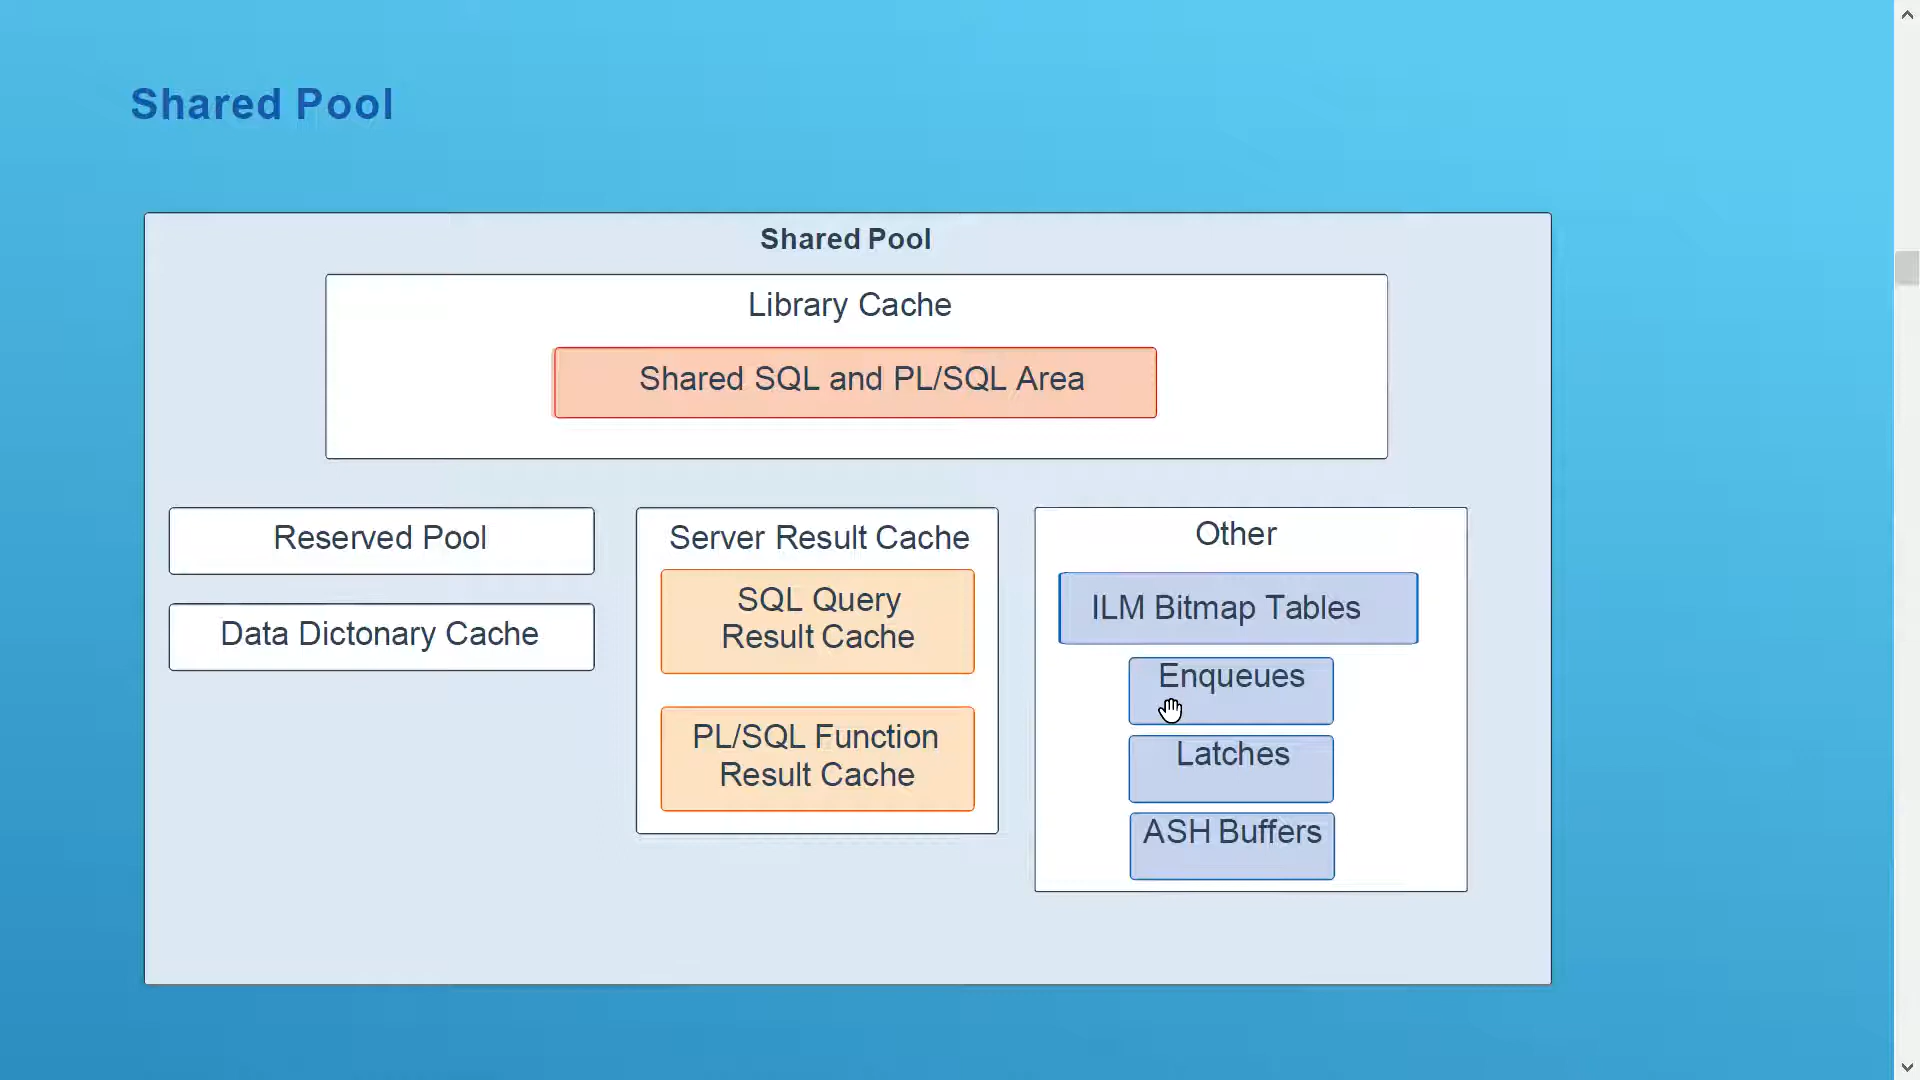 Shared Pool
Shared Pool
Library Cache
Shared SQL and PL/SQL Area
Reserved Pool
Data Dictonary Cache
Server Result Cache
SQL Query
Result Cache
PL/SQL Function
Result Cache
Other
ILM Bitmap Tables
Enqueues
Latches
ASH Buffers